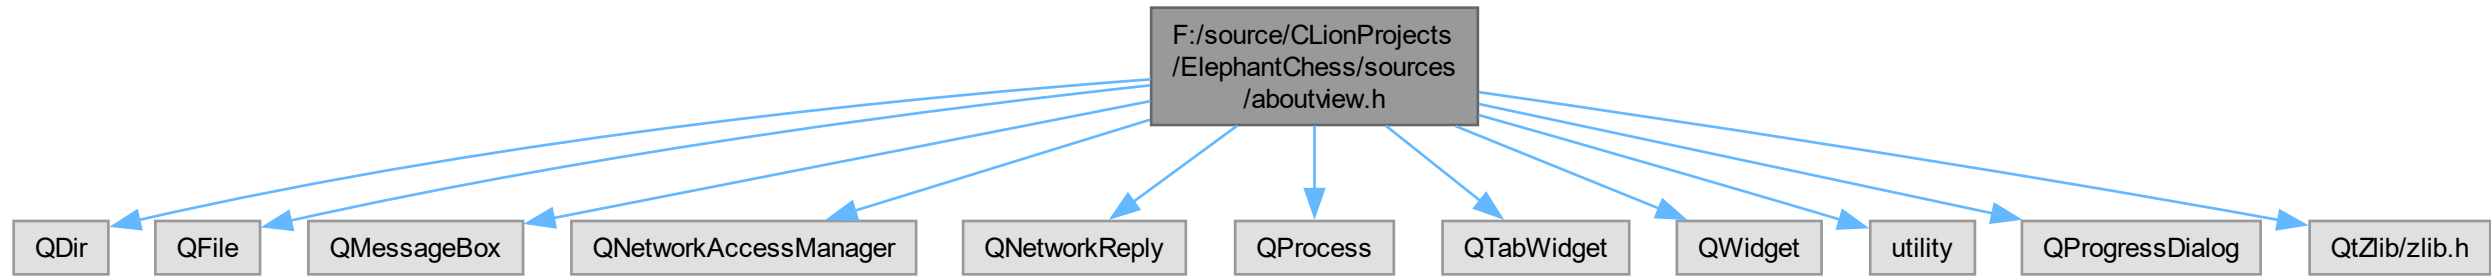 F:/source/CLionProjects
/ElephantChess/sources
/aboutview.h
QDir
QFile
QMessageBox
QNetworkAccessManager
QNetworkReply
QProcess
QTabWidget
QWidget
utility
QProgressDialog
QtZlib/zlib.h